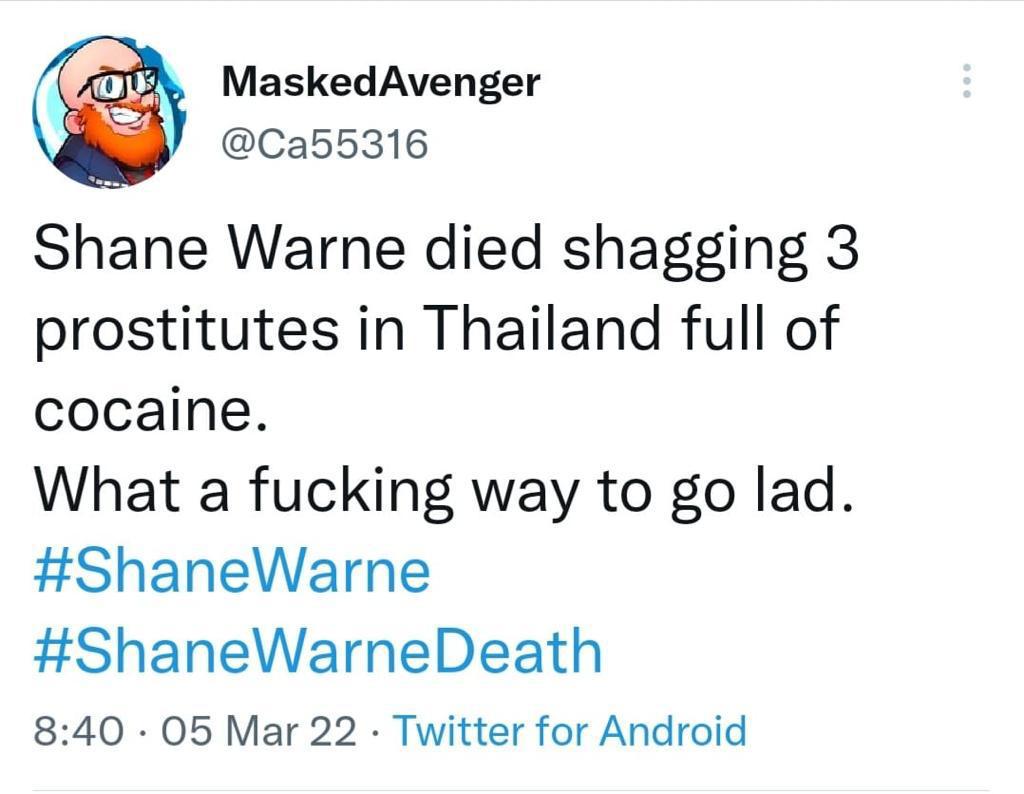 MaskedAvenger
@Ca55316
Shane Warne died shagging 3
prostitutes in Thailand full of
cocaine.
What a fucking way to go lad.
#ShaneWarne
#ShaneWarneDeath
8:40 · 05 Mar 22 · Twitter for Android